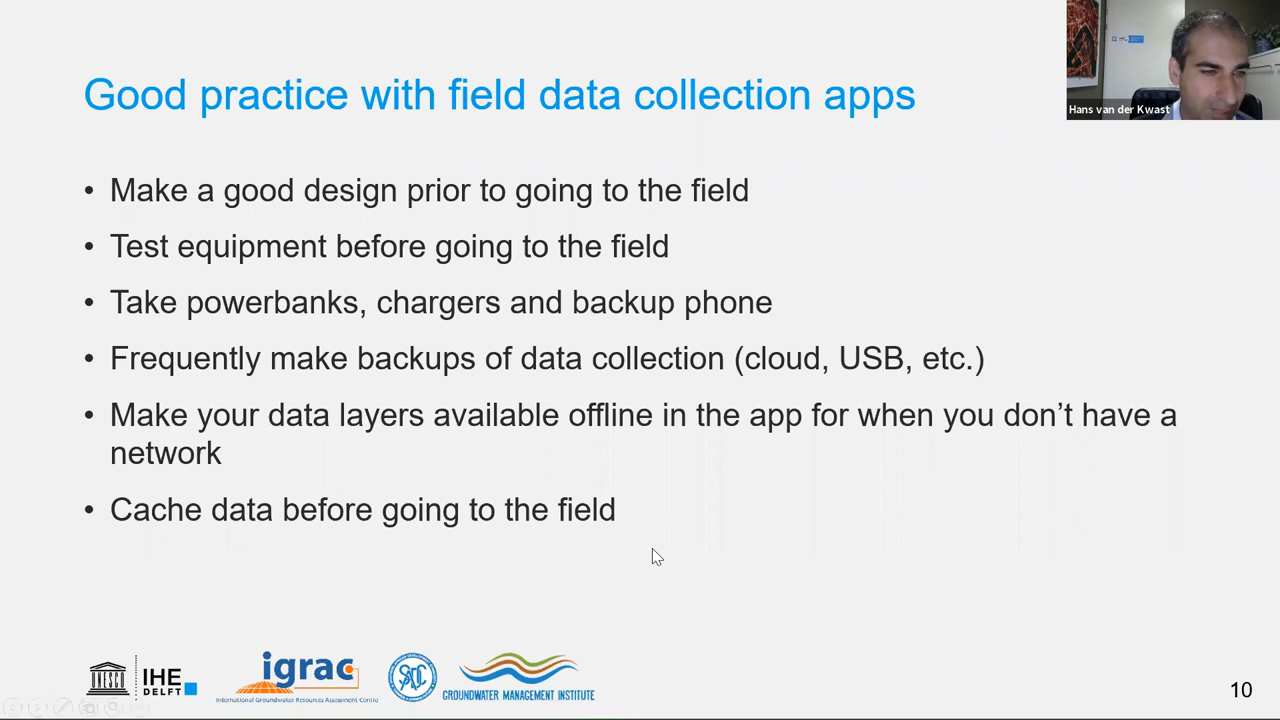 Good practice with field data collection apps
Hans van der Kwast
• Make a good design prior to going to the field
• Test equipment before going to the field
• Take powerbanks, chargers and backup phone
• Frequently make backups of data collection (cloud, USB, etc.)
• Make your data layers available offline in the app for when you don’t have a
network
• Cache data before going to the field
UNESCO
IHE
DELFT
igrac
International Groundwater Resources Assessment Centre
GROUNDWATER MANAGEMENT INSTITUTE
10